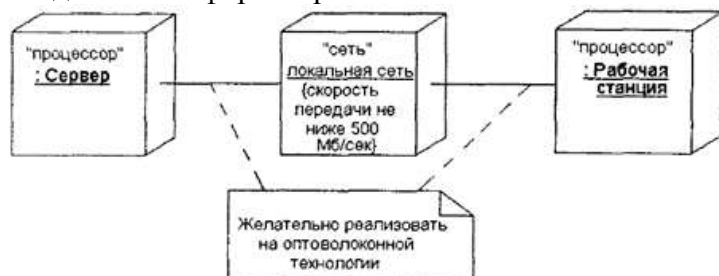 "процессор"
: Сервер
"сеть"
локальная сеть
{скорость
передачи не
ниже 500
Мб/сек}
"процессор"
: Рабочая
станция
Желательно реализовать
на оптоволоконной
технологии